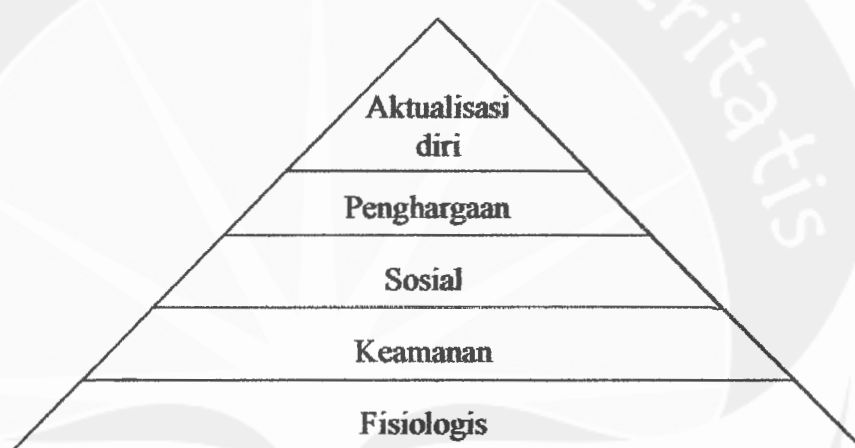 Aktualisasi
diri
Penghargaan
Sosial
Keamanan
Fisiologis